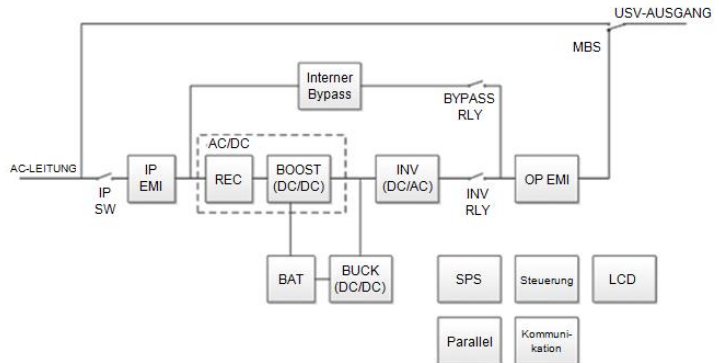 USV-AUSGANG
MBS
Interner
Bypass
BYPASS
RLY
AC/DC
AC-LEITUNG
IP
SW
IP
EMI
REC
BOOST
(DC/DC)
INV
(DC/AC)
INV
RLY
OP EMI
BAT
BUCK
(DC/DC)
SPS
Steuerung
LCD
Parallel
Kommuni-
kation